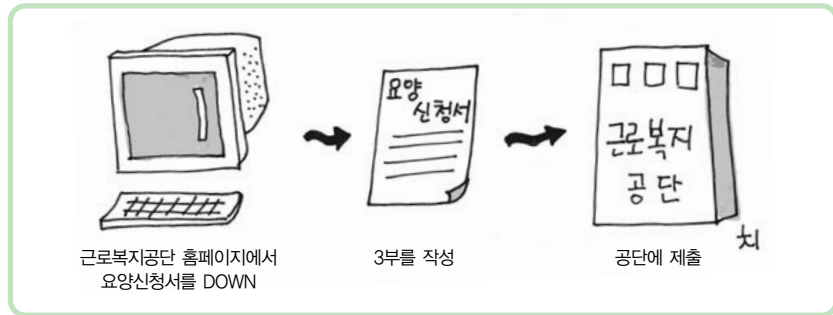 요양
신청서
근로복지
공단
치
근로복지공단 홈페이지에서
요양신청서를 DOWN
3부를 작성
공단에 제출